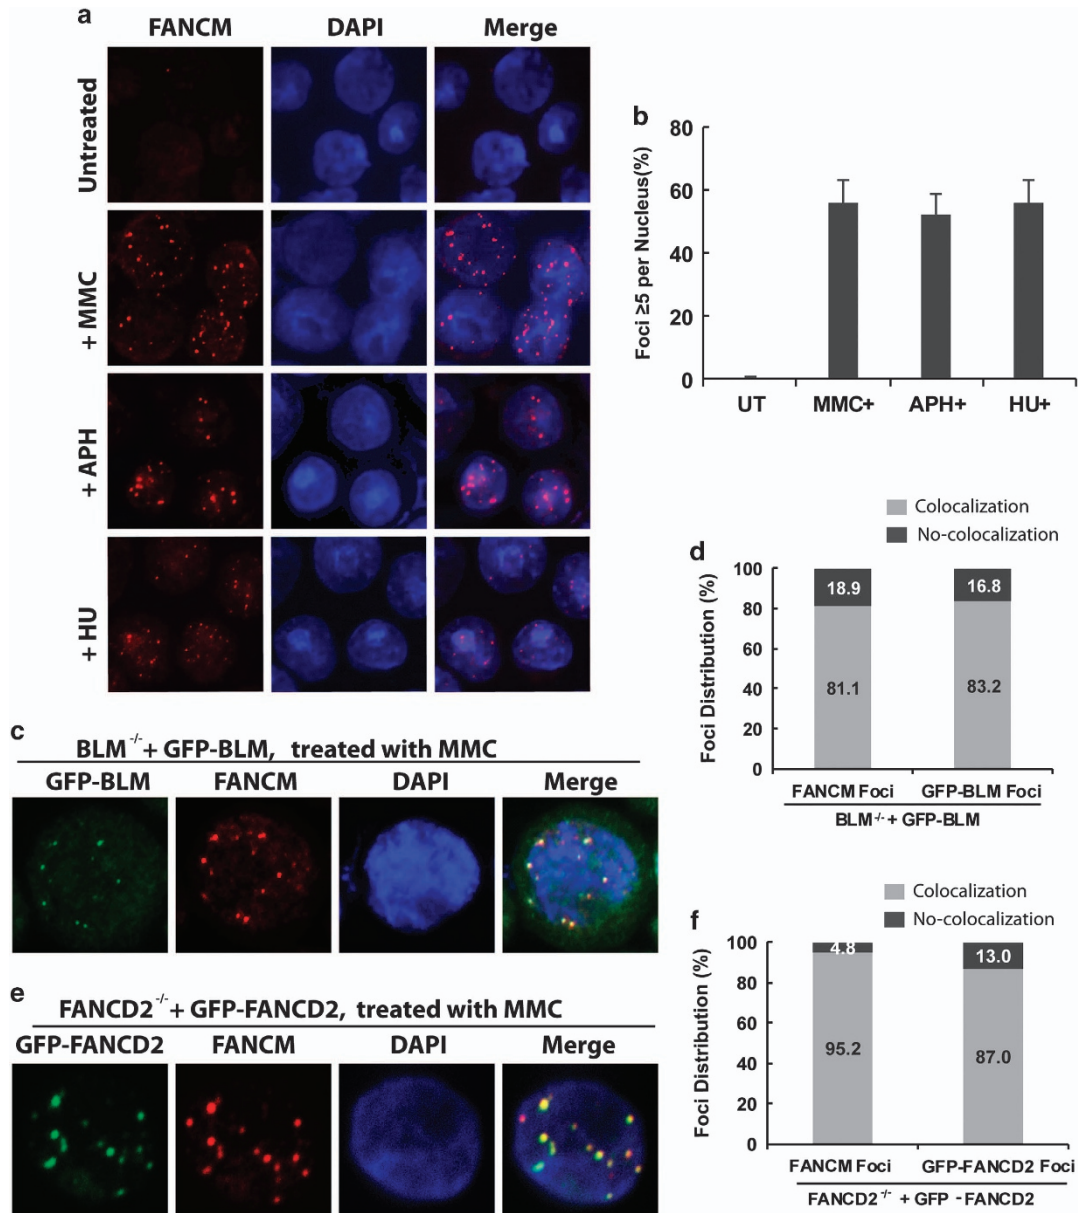 a
FANCM DAPI Merge
Untreated
+ MMC
+ APH
+ HU
b
Foci ≥5 per Nucleus(%)
80
60
40
20
0
UT MMC+ APH+ HU+
c
BLM-/- + GFP-BLM, treated with MMC
GFP-BLM FANCM DAPI Merge
d
Colocalization
No-colocalization
Foci Distribution (%)
100
80
60
40
20
0
18.9 16.8
81.1 83.2
FANCM Foci GFP-BLM Foci
BLM-/- + GFP-BLM
e
FANCD2-/- + GFP-FANCD2, treated with MMC
GFP-FANCD2 FANCM DAPI Merge
f
Colocalization
No-colocalization
Foci Distribution (%)
100
80
60
40
20
0
4.8 13.0
95.2 87.0
FANCM Foci GFP-FANCD2 Foci
FANCD2-/- + GFP -FANCD2